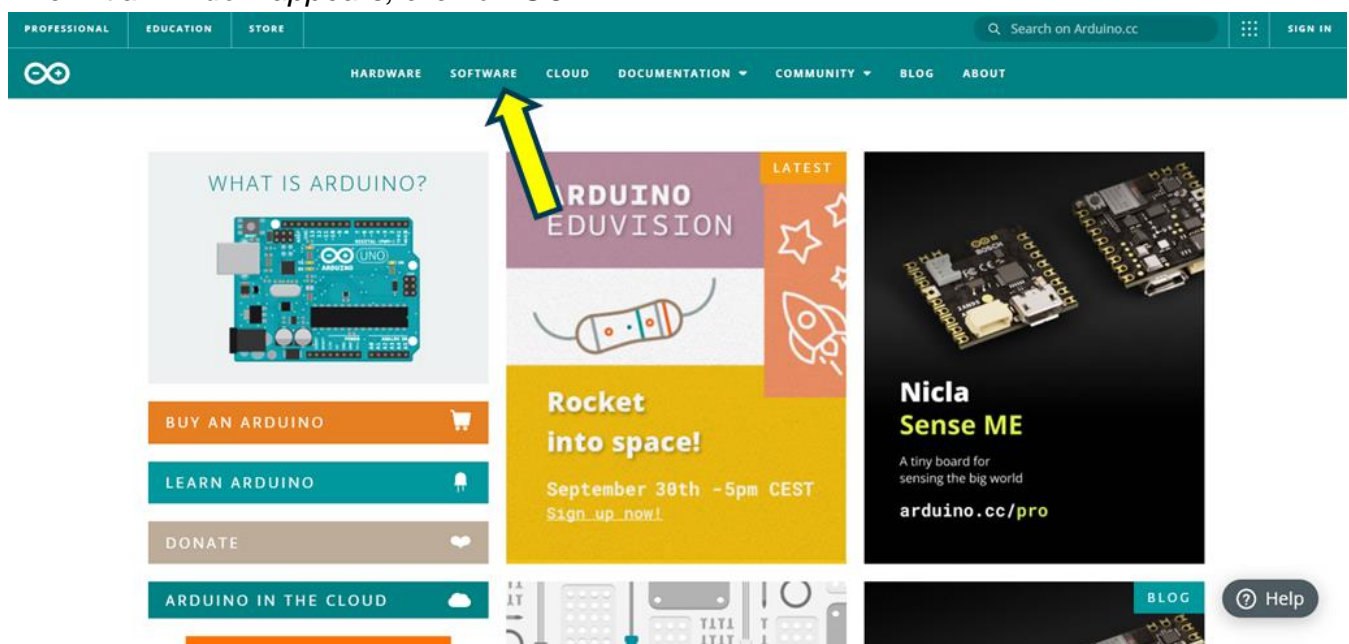 PROFESSIONAL EDUCATION STORE Search on Arduino.cc SIGN IN
HARDWARE SOFTWARE CLOUD DOCUMENTATION COMMUNITY BLOG ABOUT
WHAT IS ARDUINO?
UNO
ARDUINO
BUY AN ARDUINO
LEARN ARDUINO
DONATE
ARDUINO IN THE CLOUD
LATEST
ARDUINO
EDUVISION
Rocket
into space!
September 30th -5pm CEST
Sign up now!
BOSCH
Nicla
Sense ME
A tiny board for
sensing the big world
arduino.cc/pro
BLOG
Help